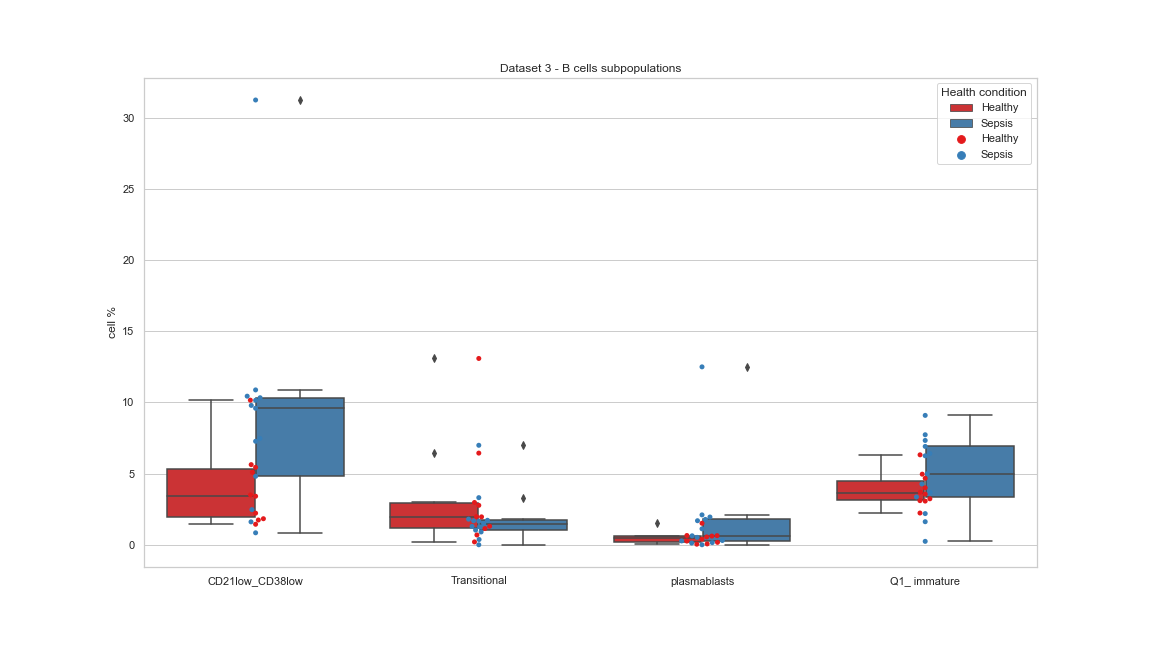 Dataset 3 - B cells subpopulations
Health condition
Healthy
Sepsis
Healthy
Sepsis
cell %
30
25
20
15
10
5
0
CD21low_CD38low
Transitional
plasmablasts
Q1_ immature